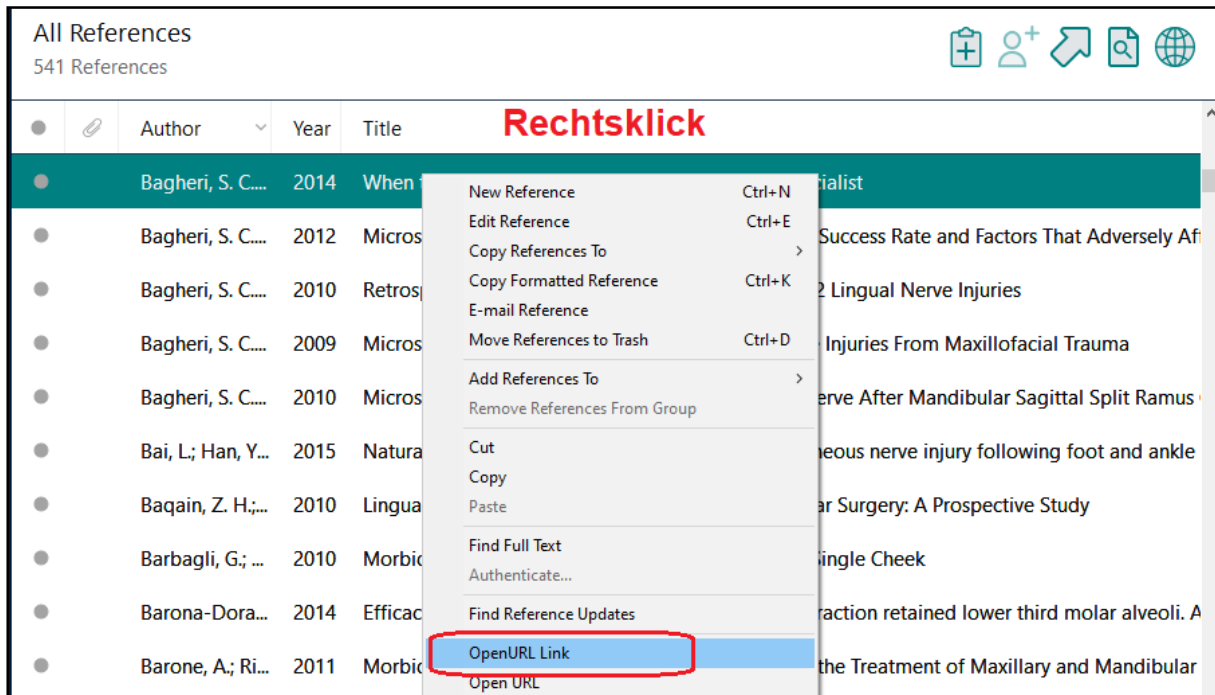 All References
541 References
Rechtsklick
Author Year Title
Bagheri, S. C.... 2014 When cialist
Bagheri, S. C.... 2012 Micros Success Rate and Factors That Adversely Aff
Bagheri, S. C.... 2010 Retros 2 Lingual Nerve Injuries
Bagheri, S. C.... 2009 Micros Injuries From Maxillofacial Trauma
Bagheri, S. C.... 2010 Micros erve After Mandibular Sagittal Split Ramus
Bai, L.; Han, Y... 2015 Natura neous nerve injury following foot and ankle
Baqain, Z. H.;... 2010 Lingua ar Surgery: A Prospective Study
Barbagli, G.; ... 2010 Morbid Single Cheek
Barona-Dora... 2014 Efficac raction retained lower third molar alveoli. A
Barone, A.; Ri... 2011 Morbid the Treatment of Maxillary and Mandibular
New Reference Ctrl+N
Edit Reference Ctrl+E
Copy References To
Copy Formatted Reference Ctrl+K
E-mail Reference
Move References to Trash Ctrl+D
Add References To
Remove References From Group
Cut
Copy
Paste
Find Full Text
Authenticate...
Find Reference Updates
OpenURL Link
Open URL